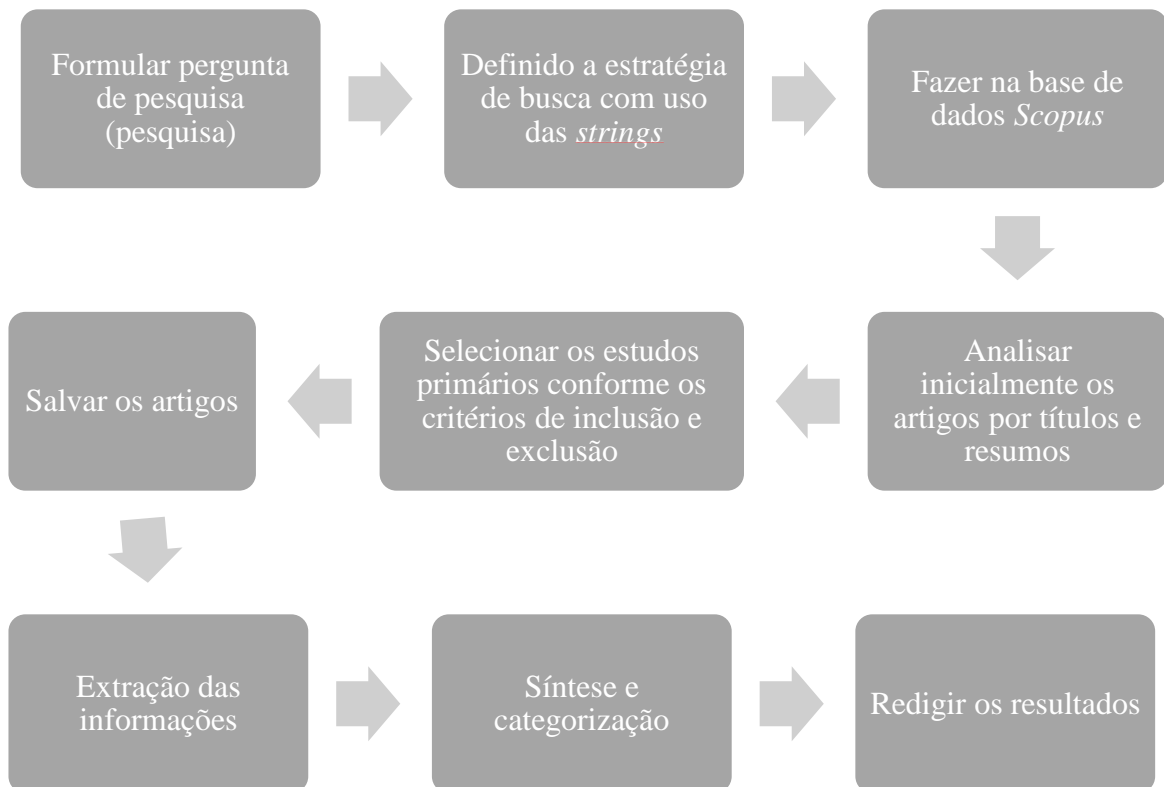 Formular pergunta
de pesquisa
(pesquisa)
Definido a estratégia
de busca com uso
das strings
Fazer na base de
dados Scopus
Analisar
inicialmente os
artigos por títulos e
resumos
Selecionar os estudos
primários conforme os
critérios de inclusão e
exclusão
Salvar os artigos
Extração das
informações
Síntese e
categorização
Redigir os resultados